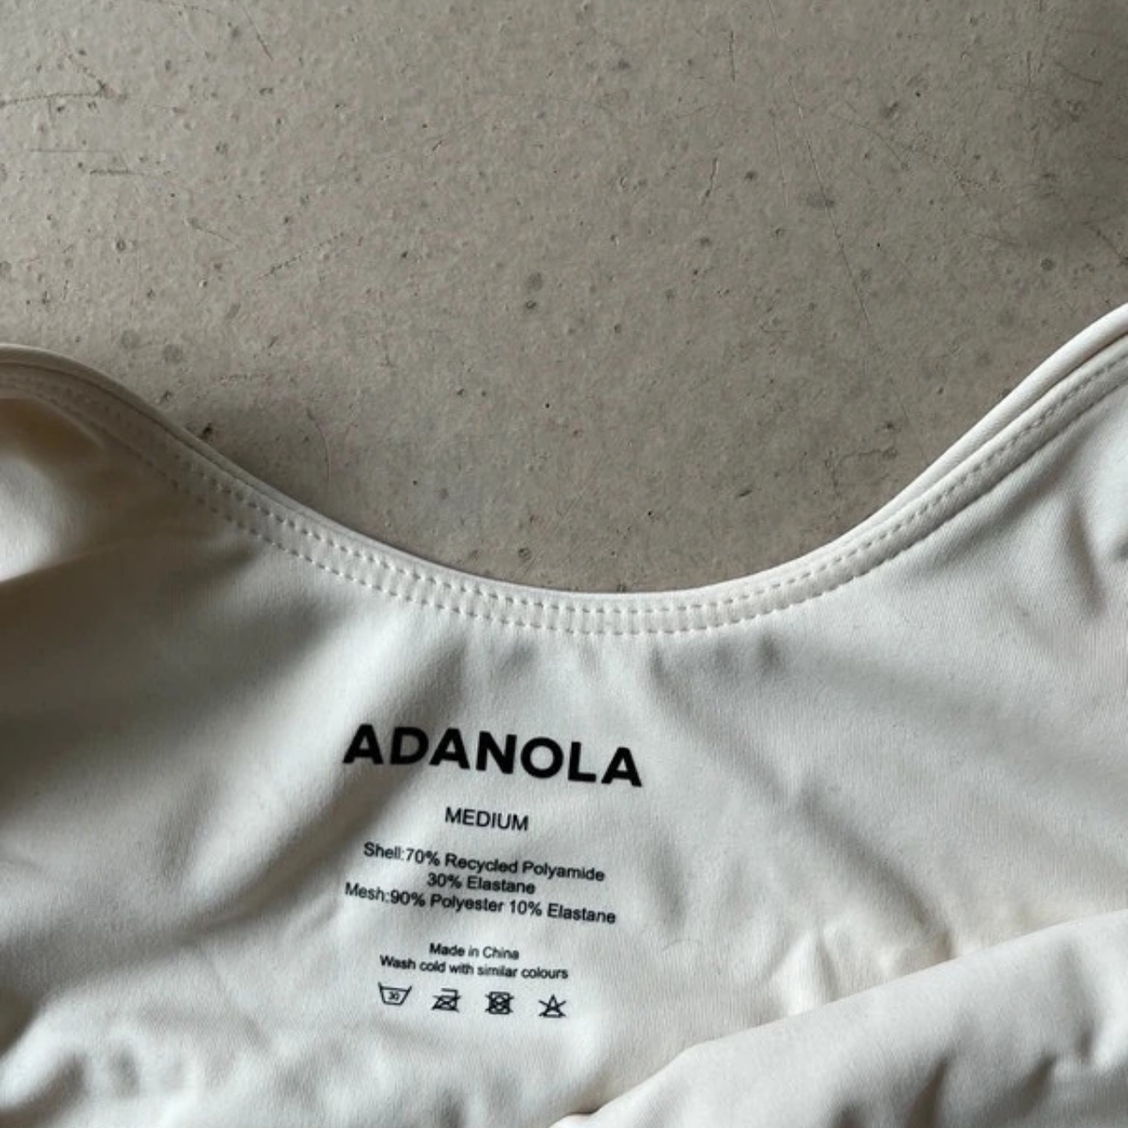 ADANOLA
MEDIUM
Shell:70% Recycled Polyamide
30% Elastane
Mesh:90% Polyester 10% Elastane
Made in China
Wash cold with similar colours
30